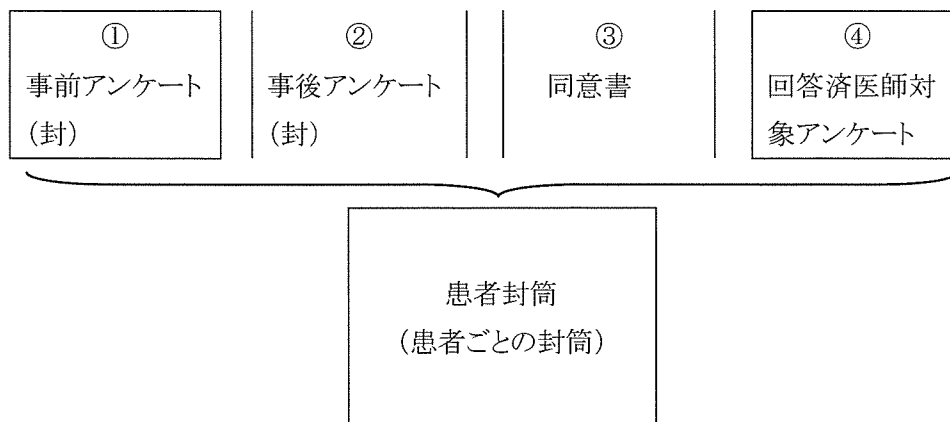 ①
事前アンケート
(封)
②
事後アンケート
(封)
③
同意書
④
回答済医師対
象アンケート
患者封筒
(患者ごとの封筒)